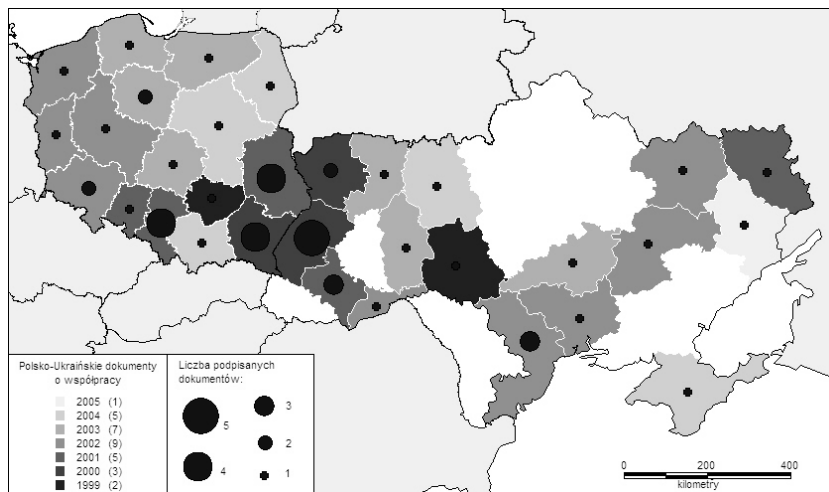 Polsko-Ukraińskie dokumenty
o współpracy
2005 (1)
2004 (5)
2003 (7)
2002 (9)
2001 (5)
2000 (3)
1999 (2)
Liczba podpisanych
dokumentów:
5
4
3
2
1
0 200 400
kilometry